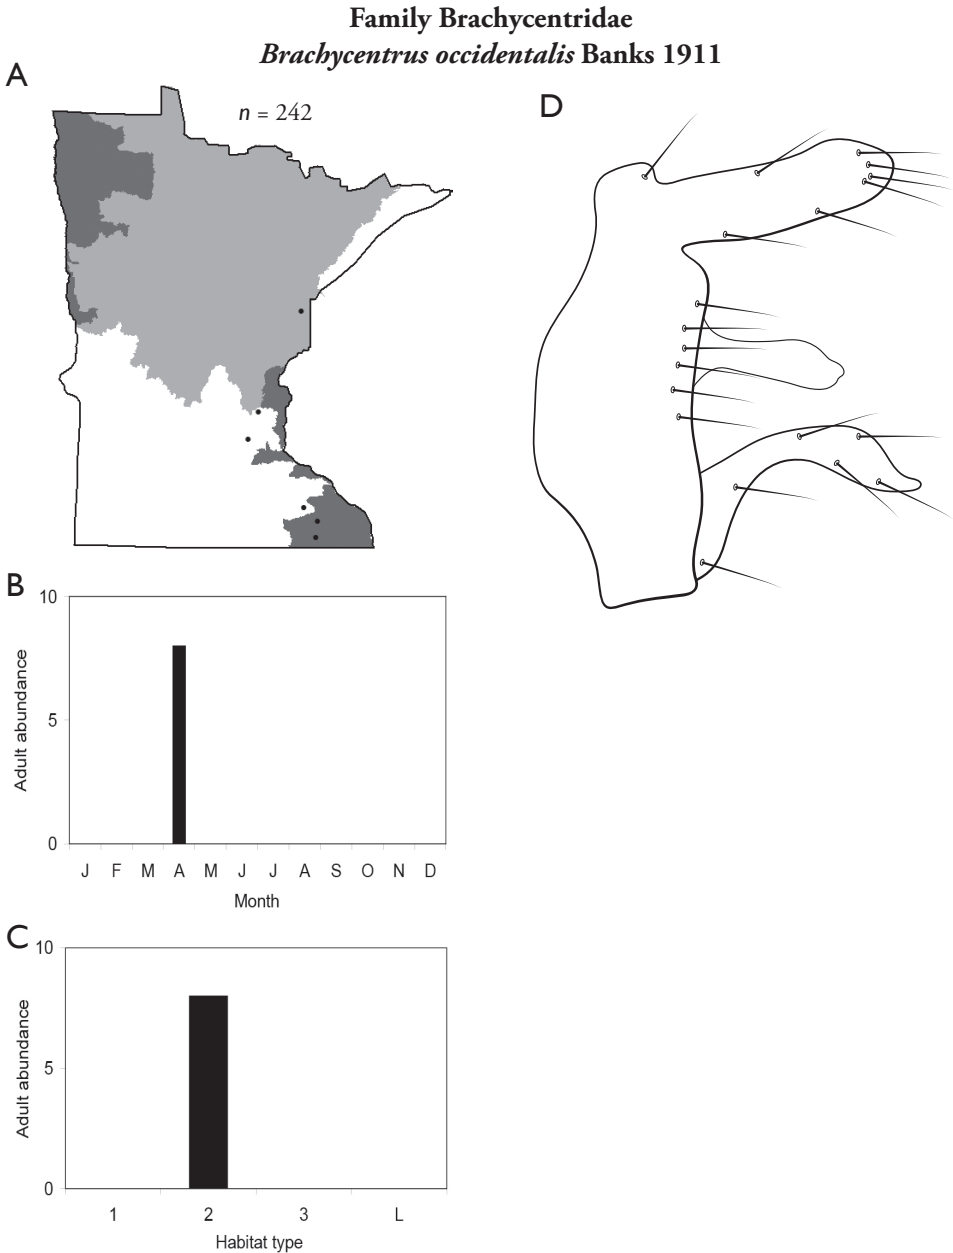 Family Brachycentridae
Brachycentrus occidentalis Banks 1911
A
n = 242
D
B
10
5
0
Adult abundance
J F M A M J J A S O N D
Month
C
10
5
0
Adult abundance
1 2 3 L
Habitat type